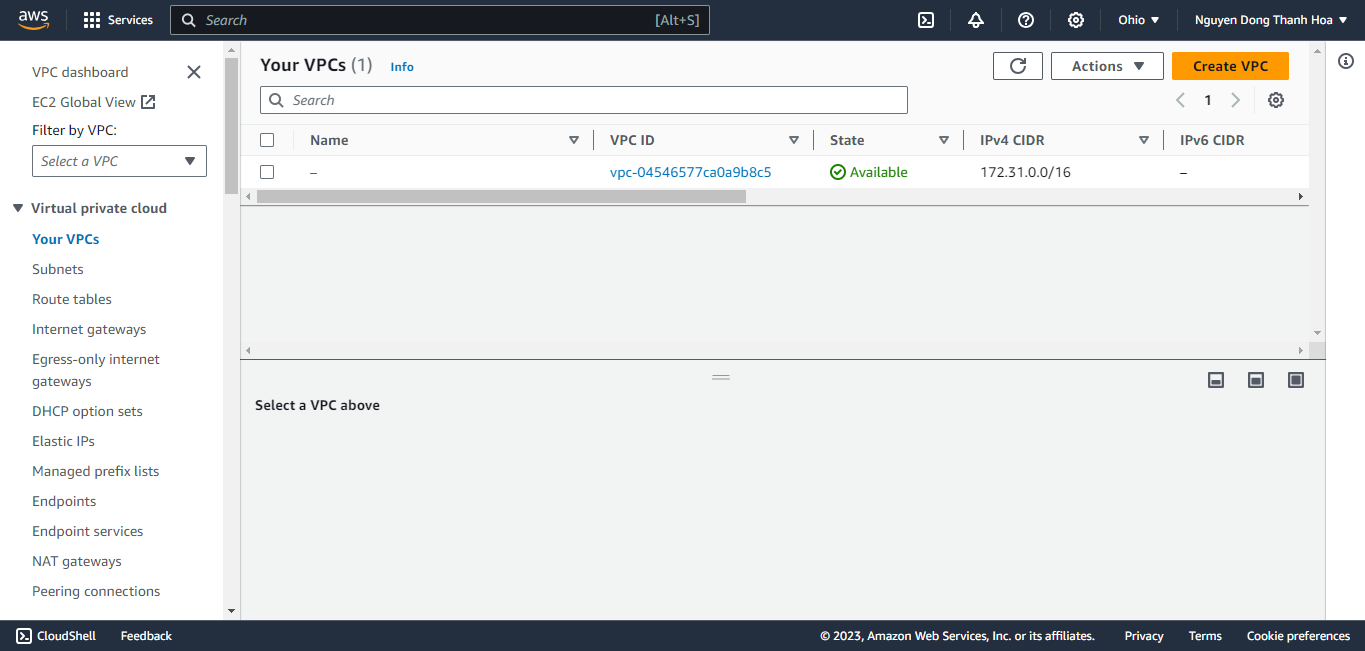 aws Services Search [Alt+S] Ohio Nguyen Dong Thanh Hoa
VPC dashboard
EC2 Global View
Filter by VPC:
Select a VPC
Virtual private cloud
Your VPCs
Subnets
Route tables
Internet gateways
Egress-only internet
gateways
DHCP option sets
Elastic IPs
Managed prefix lists
Endpoints
Endpoint services
NAT gateways
Peering connections
Your VPCs (1) Info Actions Create VPC
Search 1
Name VPC ID State IPv4 CIDR IPv6 CIDR
– vpc-04546577ca0a9b8c5 Available 172.31.0.0/16 –
Select a VPC above
CloudShell Feedback © 2023, Amazon Web Services, Inc. or its affiliates. Privacy Terms Cookie preferences